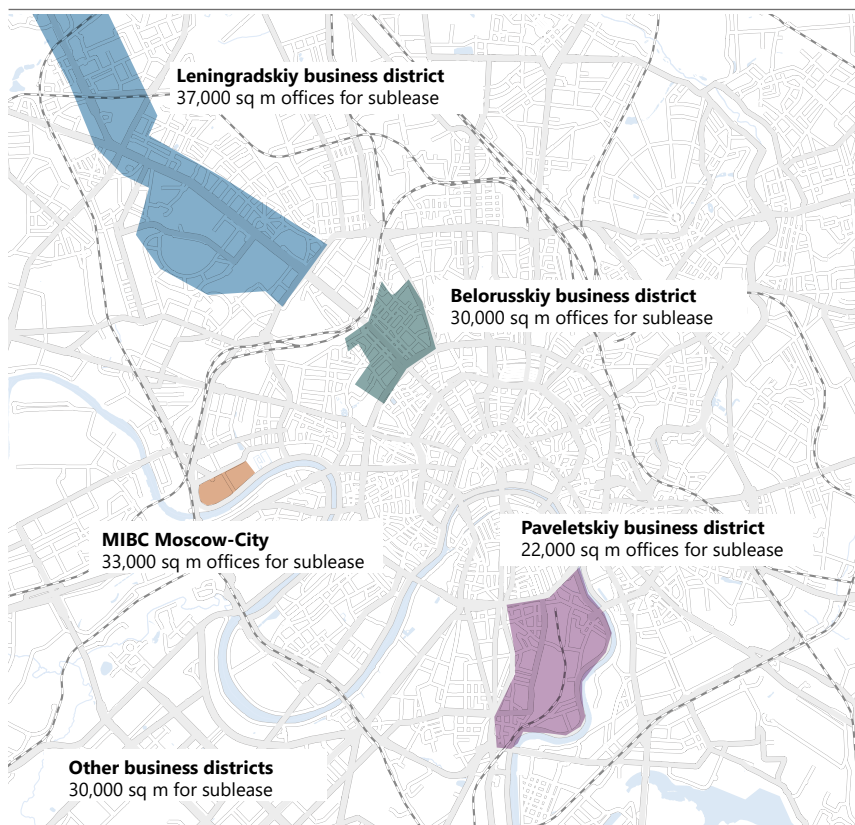 Leningradskiy business district
37,000 sq m offices for sublease
Belorusskiy business district
30,000 sq m offices for sublease
MIBC Moscow-City
33,000 sq m offices for sublease
Paveletskiy business district
22,000 sq m offices for sublease
Other business districts
30,000 sq m for sublease